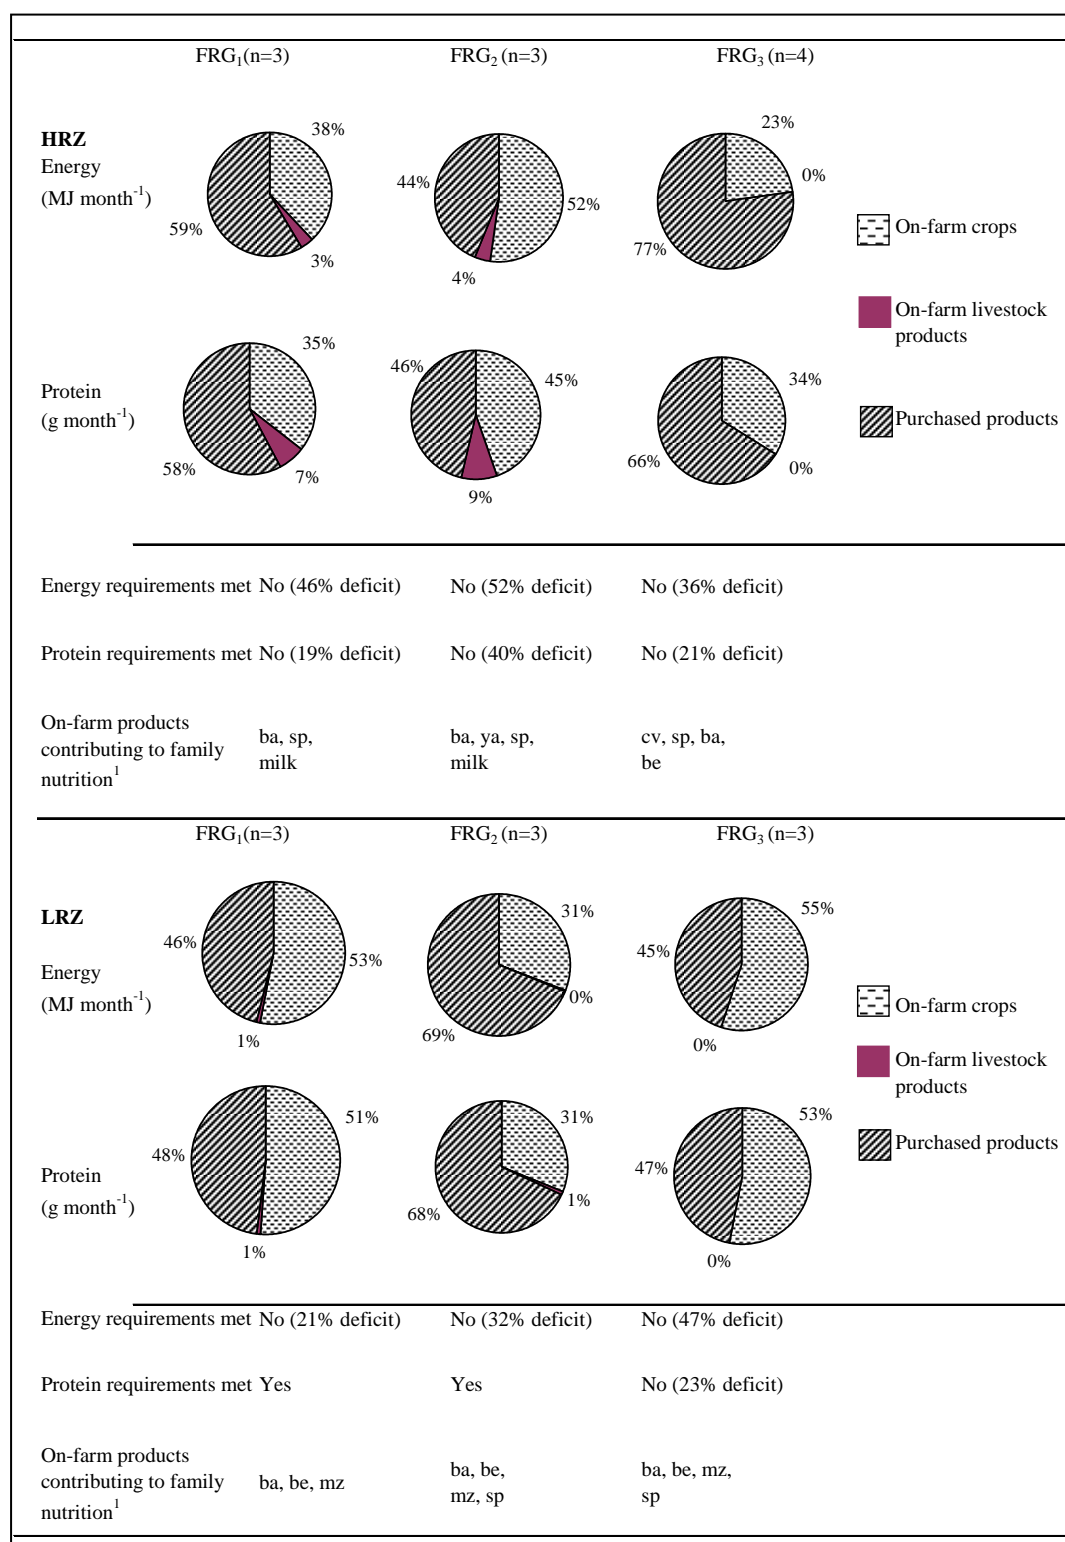 FRG1(n=3) FRG2 (n=3) FRG3 (n=4)
HRZ
Energy
(MJ month-1)
38%
3%
59%
44%
52%
4%
23%
0%
77%
On-farm crops
On-farm livestock
products
Purchased products
Protein
(g month-1)
35%
7%
58%
46%
45%
9%
34%
0%
66%
Energy requirements met No (46% deficit) No (52% deficit) No (36% deficit)
Protein requirements met No (19% deficit) No (40% deficit) No (21% deficit)
On-farm products
contributing to family
nutrition1
ba, sp,
milk
ba, ya, sp,
milk
cv, sp, ba,
be
FRG1(n=3) FRG2 (n=3) FRG3 (n=3)
LRZ
Energy
(MJ month-1)
46%
53%
1%
31%
0%
69%
55%
45%
0%
On-farm crops
On-farm livestock
products
Purchased products
Protein
(g month-1)
51%
48%
1%
31%
1%
68%
53%
47%
0%
Energy requirements met No (21% deficit) No (32% deficit) No (47% deficit)
Protein requirements met Yes Yes No (23% deficit)
On-farm products
contributing to family
nutrition1
ba, be, mz
ba, be,
mz, sp
ba, be, mz,
sp